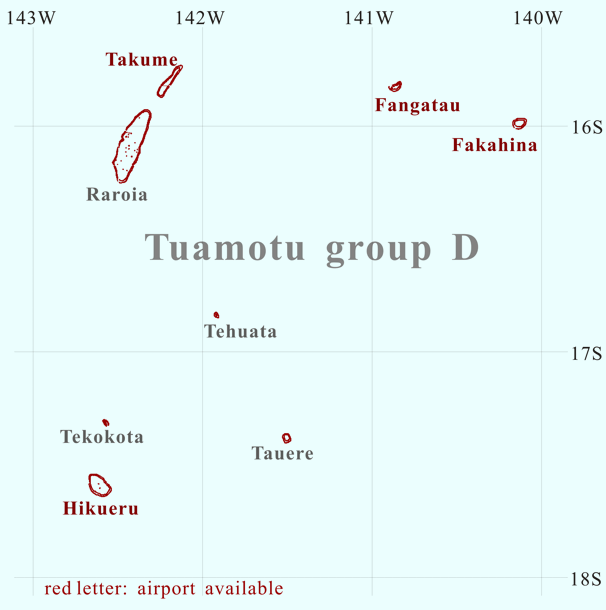 143W 142W 141W 140W
Takume
Fangatau
16S
Fakahina
Raroia
Tuamotu group D
Tehuata
17S
Tekokota
Tauere
Hikueru
18S
red letter: airport available